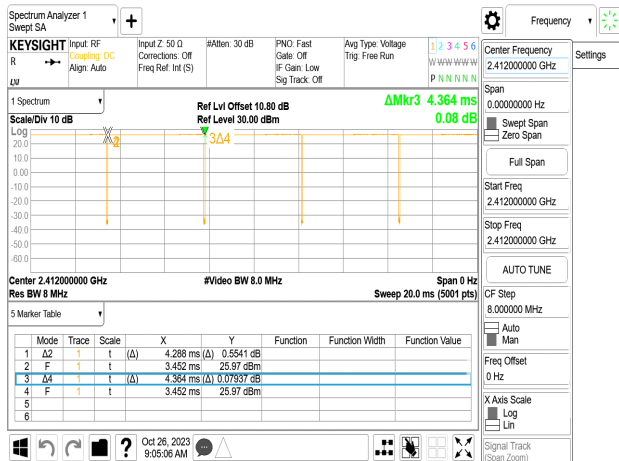 Spectrum Analyzer 1
Swept SA
Frequency
KEYSIGHT
R
LXI
Input: RF
Coupling: DC
Align: Auto
Input Z: 50 Ω
Corrections: Off
Freq Ref: Int (S)
#Atten: 30 dB
PNO: Fast
Gate: Off
IF Gain: Low
Sig Track: Off
Avg Type: Voltage
Trig: Free Run
1 2 3 4 5 6
W W W W W W
P N N N N N
1 Spectrum
Scale/Div 10 dB
Ref Lvl Offset 10.80 dB
Ref Level 30.00 dBm
ΔMkr3 4.364 ms
0.08 dB
Log
20.0
10.0
0.00
-10.0
-20.0
-30.0
-40.0
-50.0
-60.0
3Δ4
Center 2.412000000 GHz
Res BW 8 MHz
#Video BW 8.0 MHz
Span 0 Hz
Sweep 20.0 ms (5001 pts)
5 Marker Table
Mode Trace Scale X Y Function Function Width Function Value
1 Δ2 1 t (Δ) 4.288 ms (Δ) 0.5541 dB
2 F 1 t 3.452 ms 25.97 dBm
3 Δ4 1 t (Δ) 4.364 ms (Δ) 0.07937 dB
4 F 1 t 3.452 ms 25.97 dBm
5
6
Oct 26, 2023
9:05:06 AM
Center Frequency
2.412000000 GHz
Settings
Span
0.00000000 Hz
Swept Span
Zero Span
Full Span
Start Freq
2.412000000 GHz
Stop Freq
2.412000000 GHz
AUTO TUNE
CF Step
8.000000 MHz
Auto
Man
Freq Offset
0 Hz
X Axis Scale
Log
Lin
Signal Track
(Span Zoom)